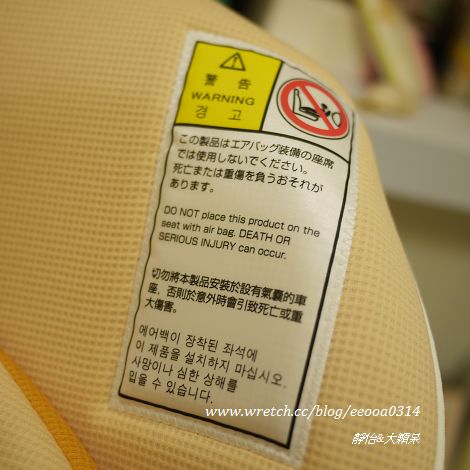 警告
WARNING
경고
この製品はエアバッグ装備の座席
では使用しないでください。
死亡または重傷を負うおそれが
あります。
DO NOT place this product on the
seat with air bag. DEATH OR
SERIOUS INJURY can occur.
切勿將本製品安裝於設有氣囊的車
座，否則於意外時會引致死亡或重
大傷害。
에어백이 장착된 좌석에
이 제품을 설치하지 마십시오.
사망이나 심한 상해를
입을 수 있습니다.
www.wretch.cc/blog/eeooa0314
靜怡&大顆呆